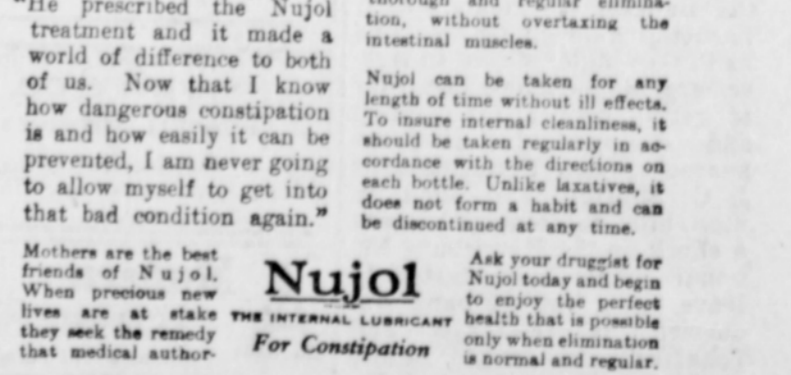 "He prescribed the Nujol
treatment and it made a
world of difference to both
of us. Now that I know
how dangerous constipation
is and how easily it can be
prevented, I am never going
to allow myself to get into
that bad condition again."
Mothers are the best
friends of Nujol.
When precious new
lives are at stake
they seek the remedy
that medical author-
thorough and regular elimina-
tion, without overtaxing the
intestinal muscles.
Nujol can be taken for any
length of time without ill effects.
To insure internal cleanliness, it
should be taken regularly in ac-
cordance with the directions on
each bottle. Unlike laxatives, it
does not form a habit and can
be discontinued at any time.
Nujol
THE INTERNAL LUBRICANT
For Constipation
Ask your druggist for
Nujol today and begin
to enjoy the perfect
health that is possible
only when elimination
is normal and regular.